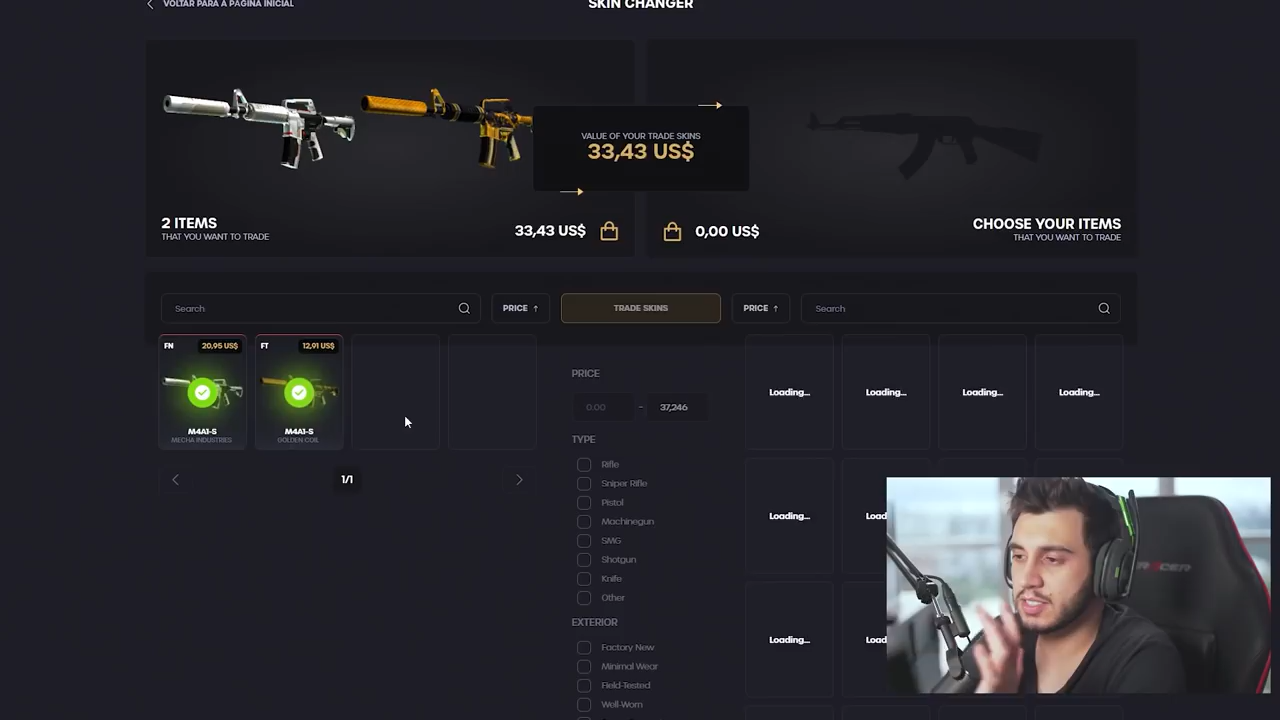 VOLTAR PARA A PÁGINA INICIAL
SKIN CHANGER
VALUE OF YOUR TRADE SKINS
33,43 US$
2 ITEMS
THAT YOU WANT TO TRADE
33,43 US$
0,00 US$
CHOOSE YOUR ITEMS
THAT YOU WANT TO TRADE
Search
PRICE ↑
TRADE SKINS
PRICE ↑
Search
FN
20,95 US$
M4A1-S
MECHA INDUSTRIES
FT
12,91 US$
M4A1-S
GOLDEN COIL
1/1
PRICE
0.00
-
37,246
TYPE
Rifle
Sniper Rifle
Pistol
Machinegun
SMG
Shotgun
Knife
Other
EXTERIOR
Factory New
Minimal Wear
Field-Tested
Well-Worn
Loading...
Loading...
Loading...
Loading...
Loading...
Load
Loading...
Load